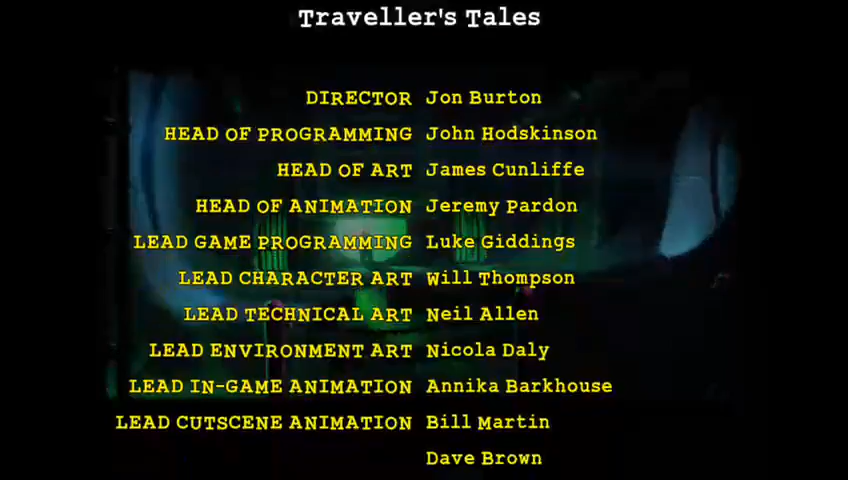 Traveller's Tales
DIRECTOR Jon Burton
HEAD OF PROGRAMMING John Hodskinson
HEAD OF ART James Cunliffe
HEAD OF ANIMATION Jeremy Pardon
LEAD GAME PROGRAMMING Luke Giddings
LEAD CHARACTER ART Will Thompson
LEAD TECHNICAL ART Neil Allen
LEAD ENVIRONMENT ART Nicola Daly
LEAD IN-GAME ANIMATION Annika Barkhouse
LEAD CUTSCENE ANIMATION Bill Martin
Dave Brown